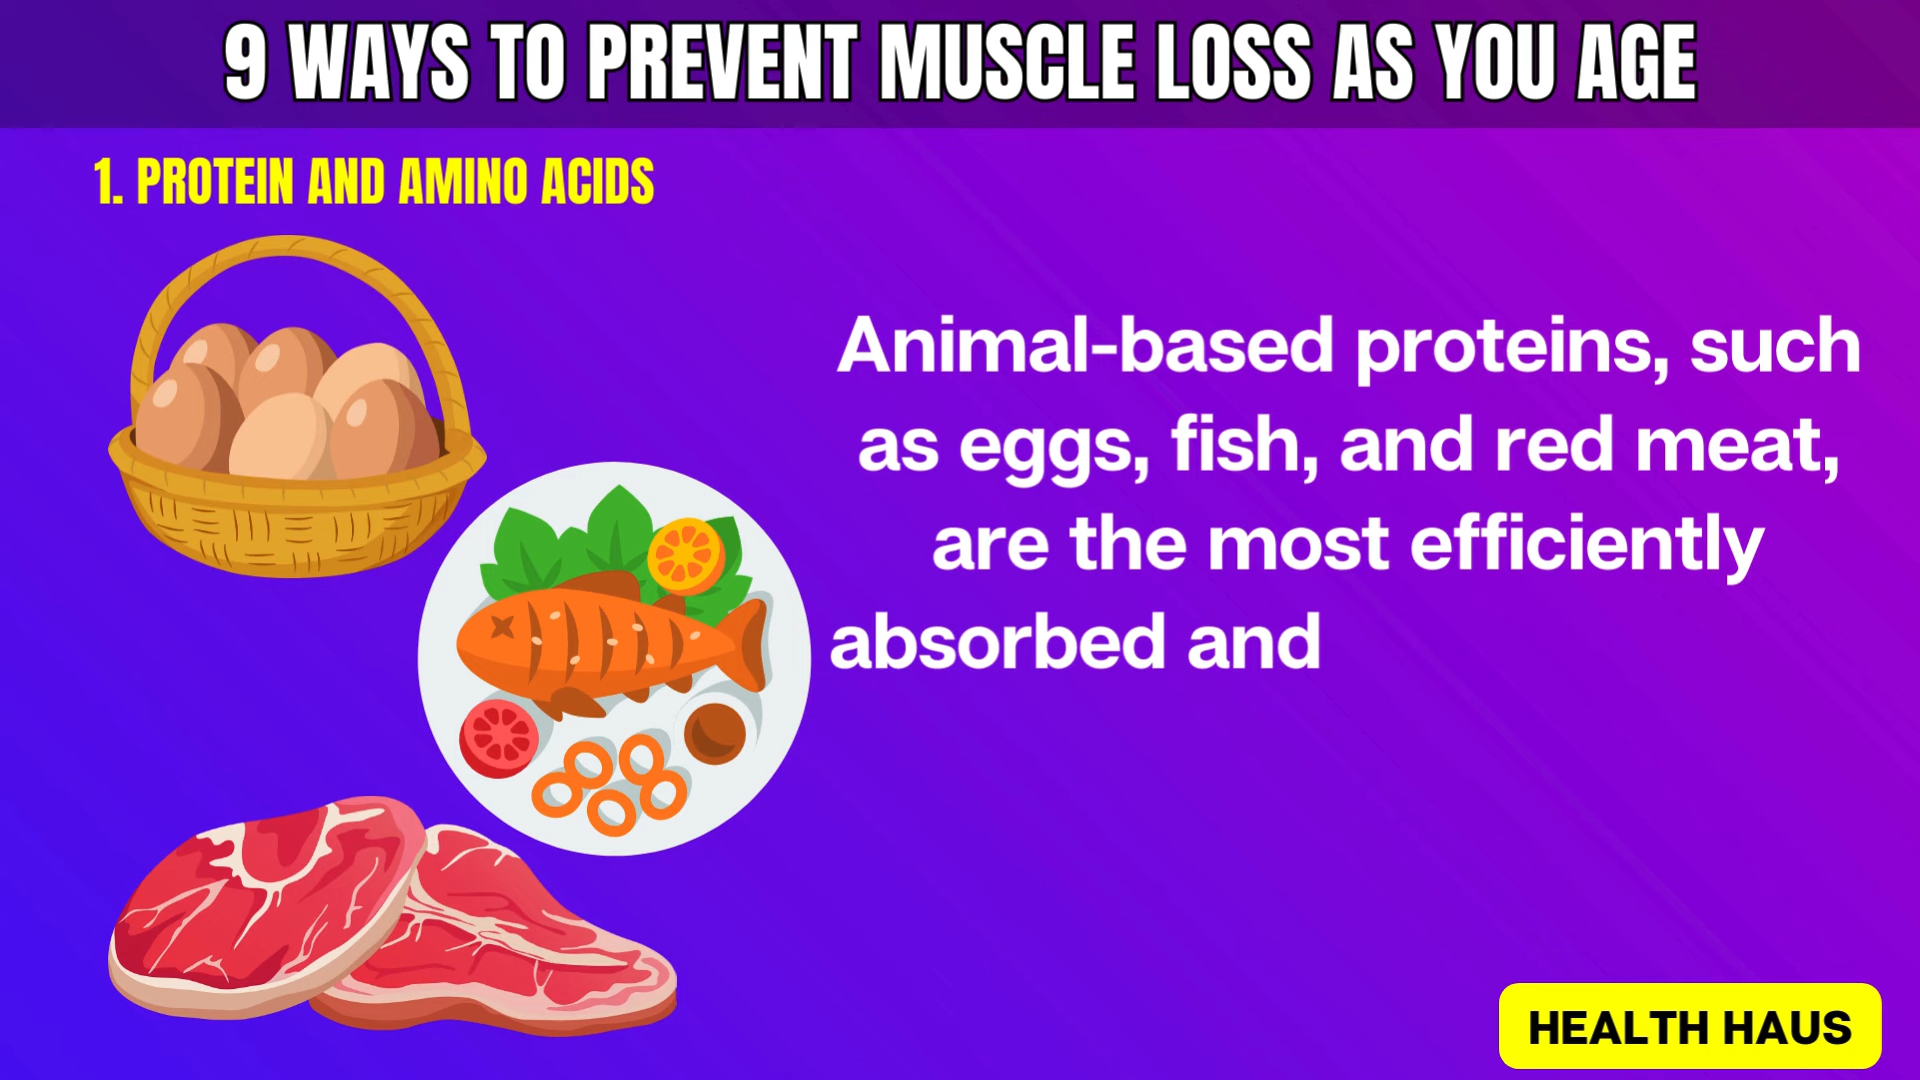 9 WAYS TO PREVENT MUSCLE LOSS AS YOU AGE
1. PROTEIN AND AMINO ACIDS
Animal-based proteins, such
as eggs, fish, and red meat,
are the most efficiently
absorbed and
HEALTH HAUS